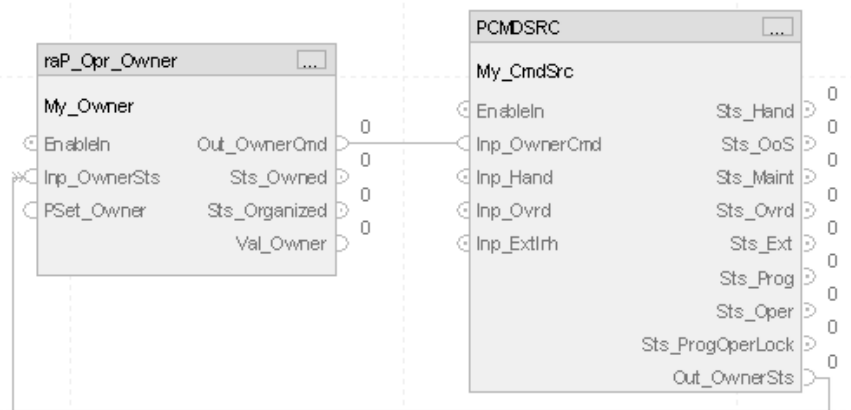 raP_Opr_Owner ...
My_Owner
EnableIn Out_OwnerCmd 0
Inp_OwnerSts Sts_Owned 0
PSet_Owner Sts_Organized 0
Val_Owner 0
PCMDSRC ...
My_CmdSrc
EnableIn Sts_Hand 0
Inp_OwnerCmd Sts_OoS 0
Inp_Hand Sts_Maint 0
Inp_Ovrd Sts_Ovrd 0
Inp_ExtInh Sts_Ext 0
Sts_Prog 0
Sts_Oper 0
Sts_ProgOperLock 0
Out_OwnerSts 0